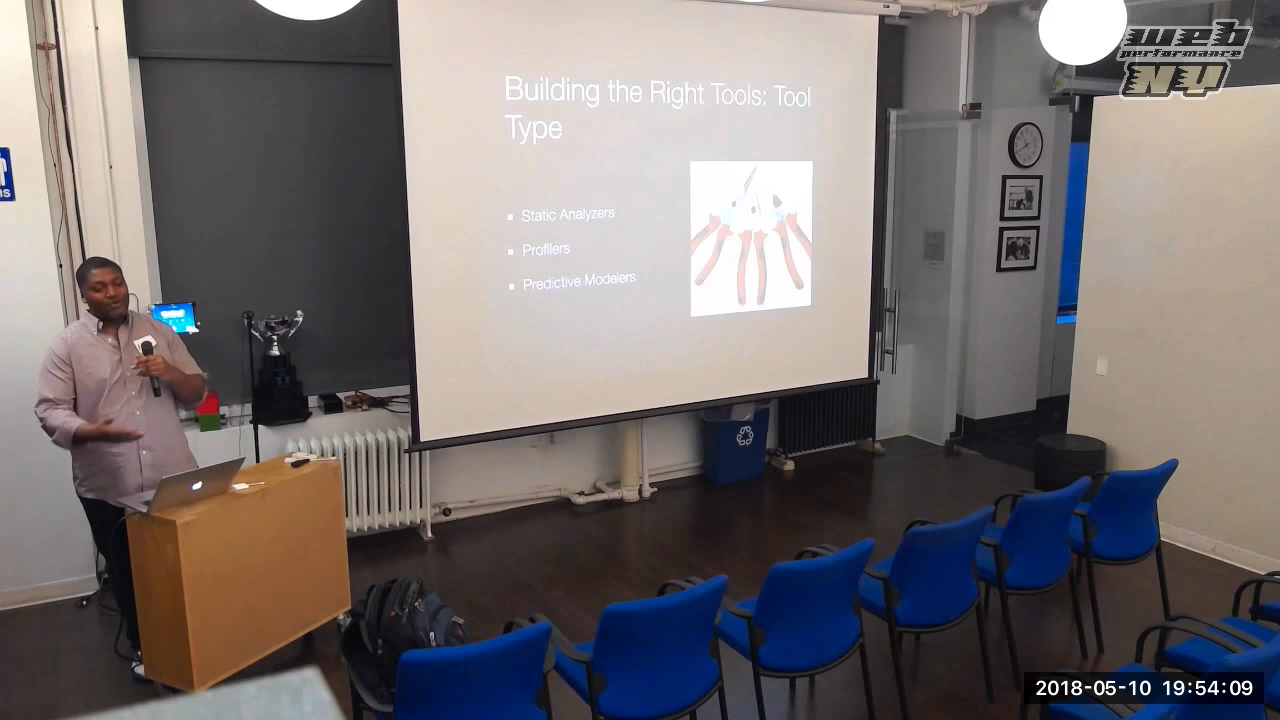 web
performance
NY
Building the Right Tools: Tool
Type
Static Analyzers
Profilers
Predictive Modelers
2018-05-10 19:54:09